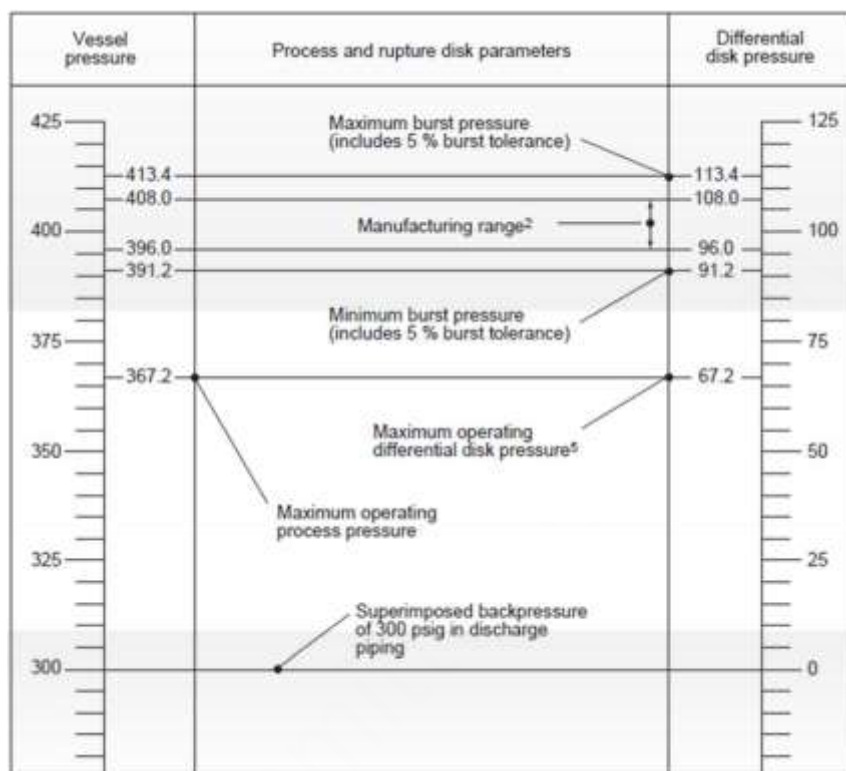 Vessel
pressure
Process and rupture disk parameters
Differential
disk pressure
425
Maximum burst pressure
(includes 5 % burst tolerance)
125
413.4
113.4
408.0
108.0
400
Manufacturing range2
100
396.0
96.0
391.2
91.2
Minimum burst pressure
(includes 5 % burst tolerance)
375
75
367.2
67.2
Maximum operating
differential disk pressure5
350
50
Maximum operating
process pressure
325
25
Superimposed backpressure
of 300 psig in discharge
piping
300
0